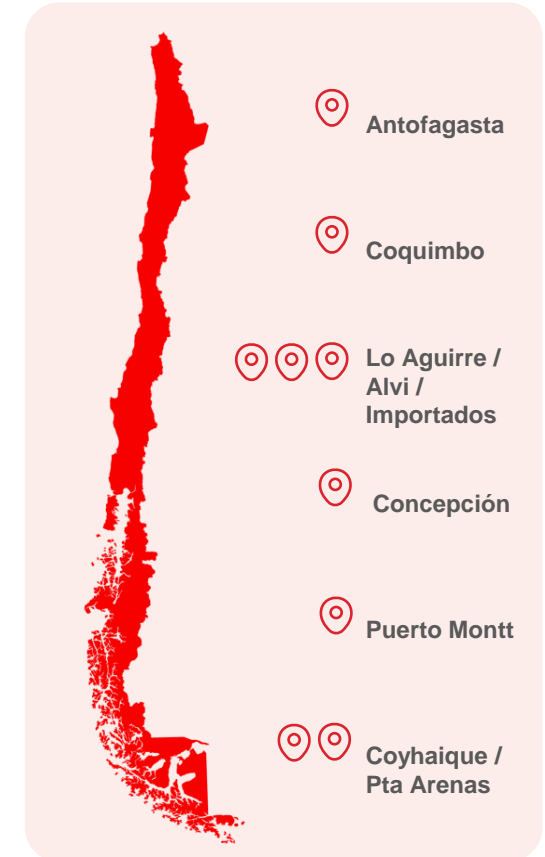 Antofagasta
Coquimbo
Lo Aguirre /
Alvi /
Importados
Concepción
Puerto Montt
Coyhaique /
Pta Arenas